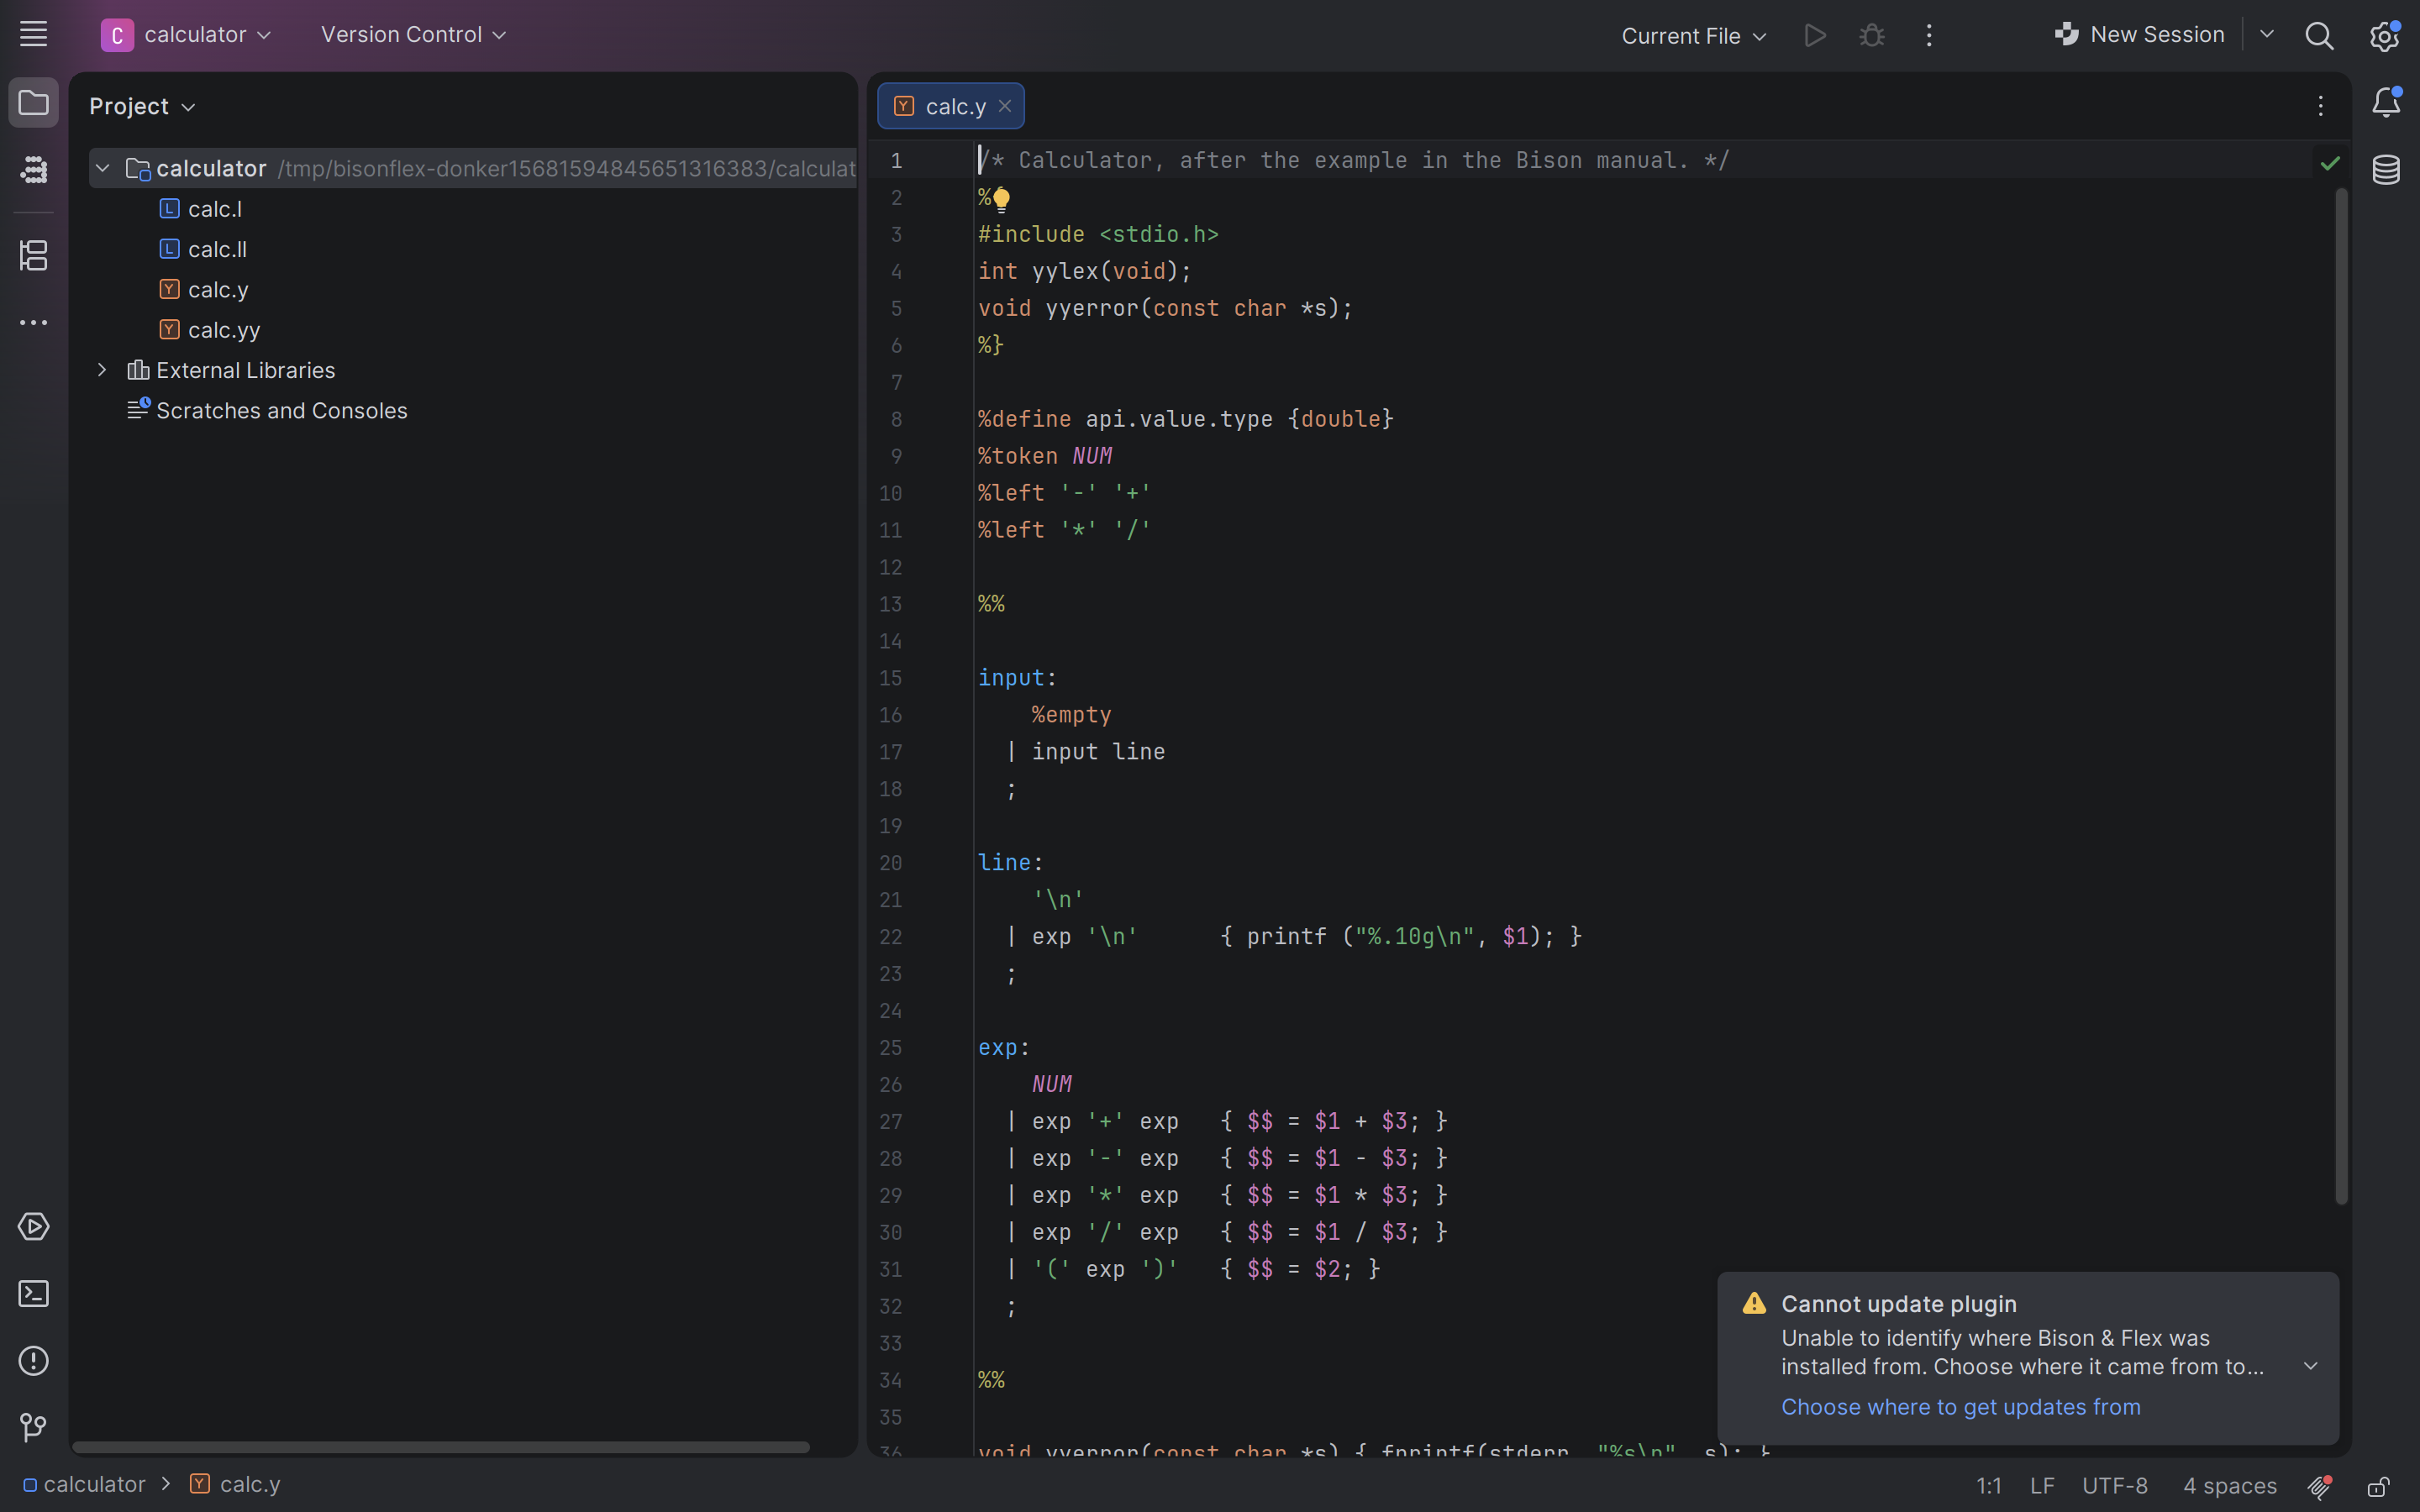 C calculator Version Control Current File New Session
Project
calculator /tmp/bisonflex-donker15681594845651316383/calculat
L calc.l
L calc.ll
Y calc.y
Y calc.yy
External Libraries
Scratches and Consoles
Y calc.y
1 /* Calculator, after the example in the Bison manual. */
2 %
3 #include <stdio.h>
4 int yylex(void);
5 void yyerror(const char *s);
6 %}
7
8 %define api.value.type {double}
9 %token NUM
10 %left '-' '+'
11 %left '*' '/'
12
13 %%
14
15 input:
16     %empty
17   | input line
18   ;
19
20 line:
21     '\n'
22   | exp '\n'      { printf ("%.10g\n", $1); }
23   ;
24
25 exp:
26     NUM
27   | exp '+' exp   { $$ = $1 + $3; }
28   | exp '-' exp   { $$ = $1 - $3; }
29   | exp '*' exp   { $$ = $1 * $3; }
30   | exp '/' exp   { $$ = $1 / $3; }
31   | '(' exp ')'   { $$ = $2; }
32   ;
33
34 %%
35
36 void yyerror(const char *s) { fprintf(stderr, "%s\n", s); }
Cannot update plugin
Unable to identify where Bison & Flex was
installed from. Choose where it came from to...
Choose where to get updates from
calculator > Y calc.y 1:1 LF UTF-8 4 spaces